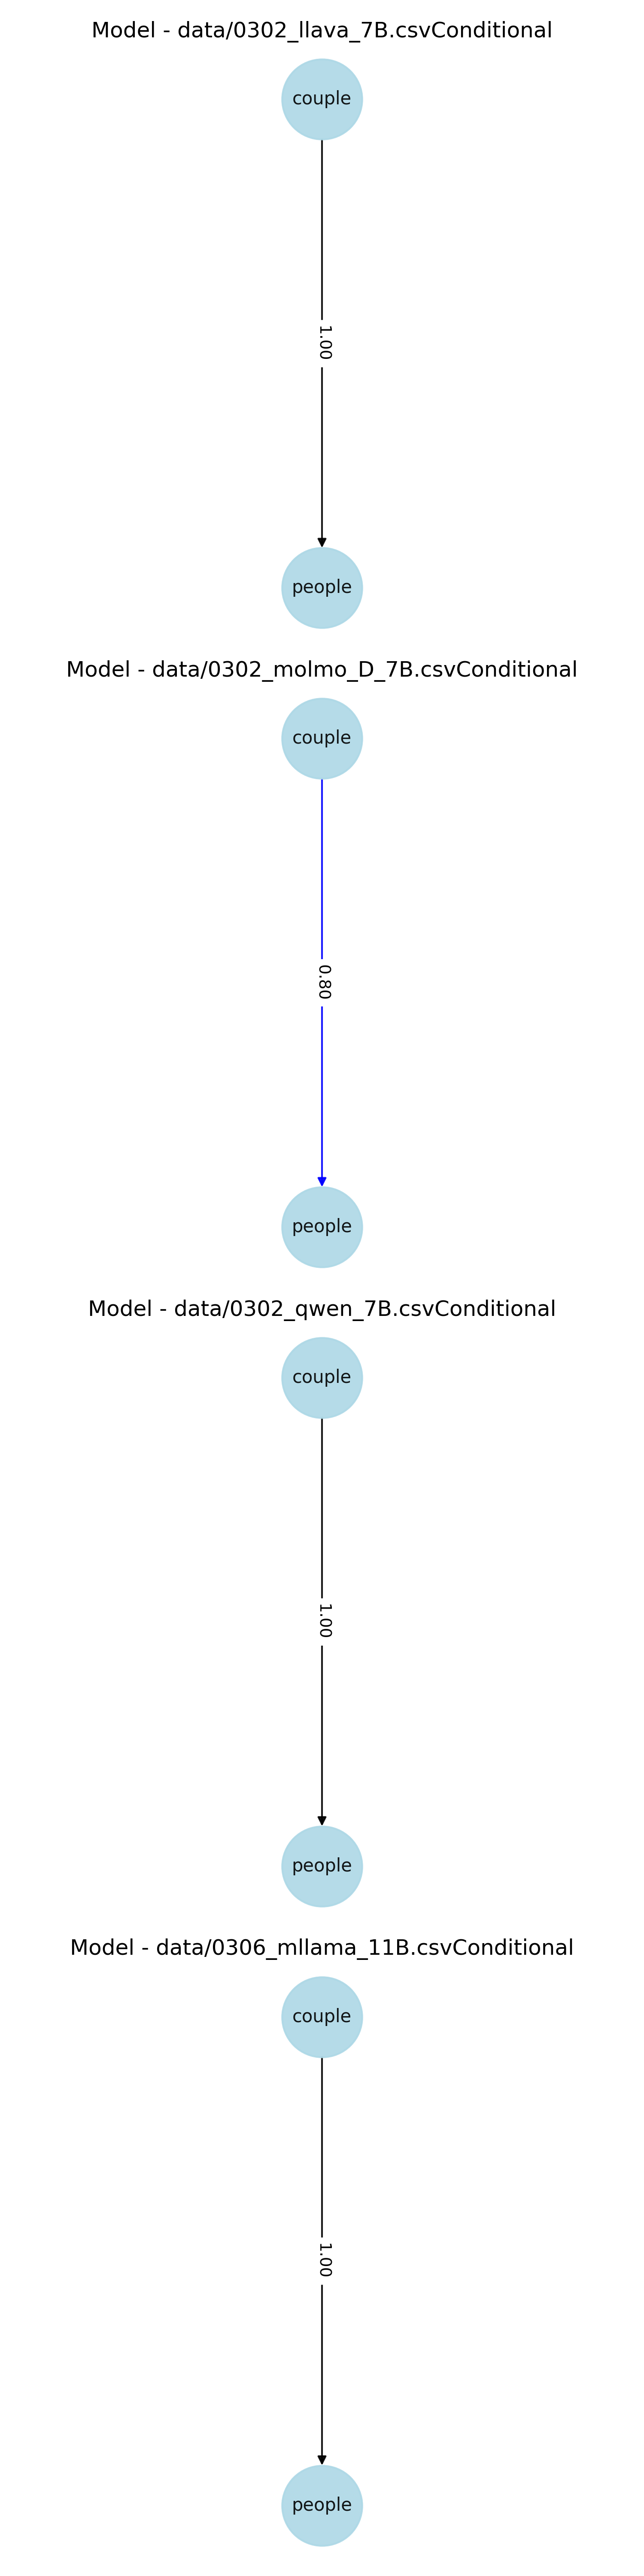 Model - data/0302_llava_7B.csvConditional
couple
1.00
people
Model - data/0302_molmo_D_7B.csvConditional
couple
0.80
people
Model - data/0302_qwen_7B.csvConditional
couple
1.00
people
Model - data/0306_mllama_11B.csvConditional
couple
1.00
people